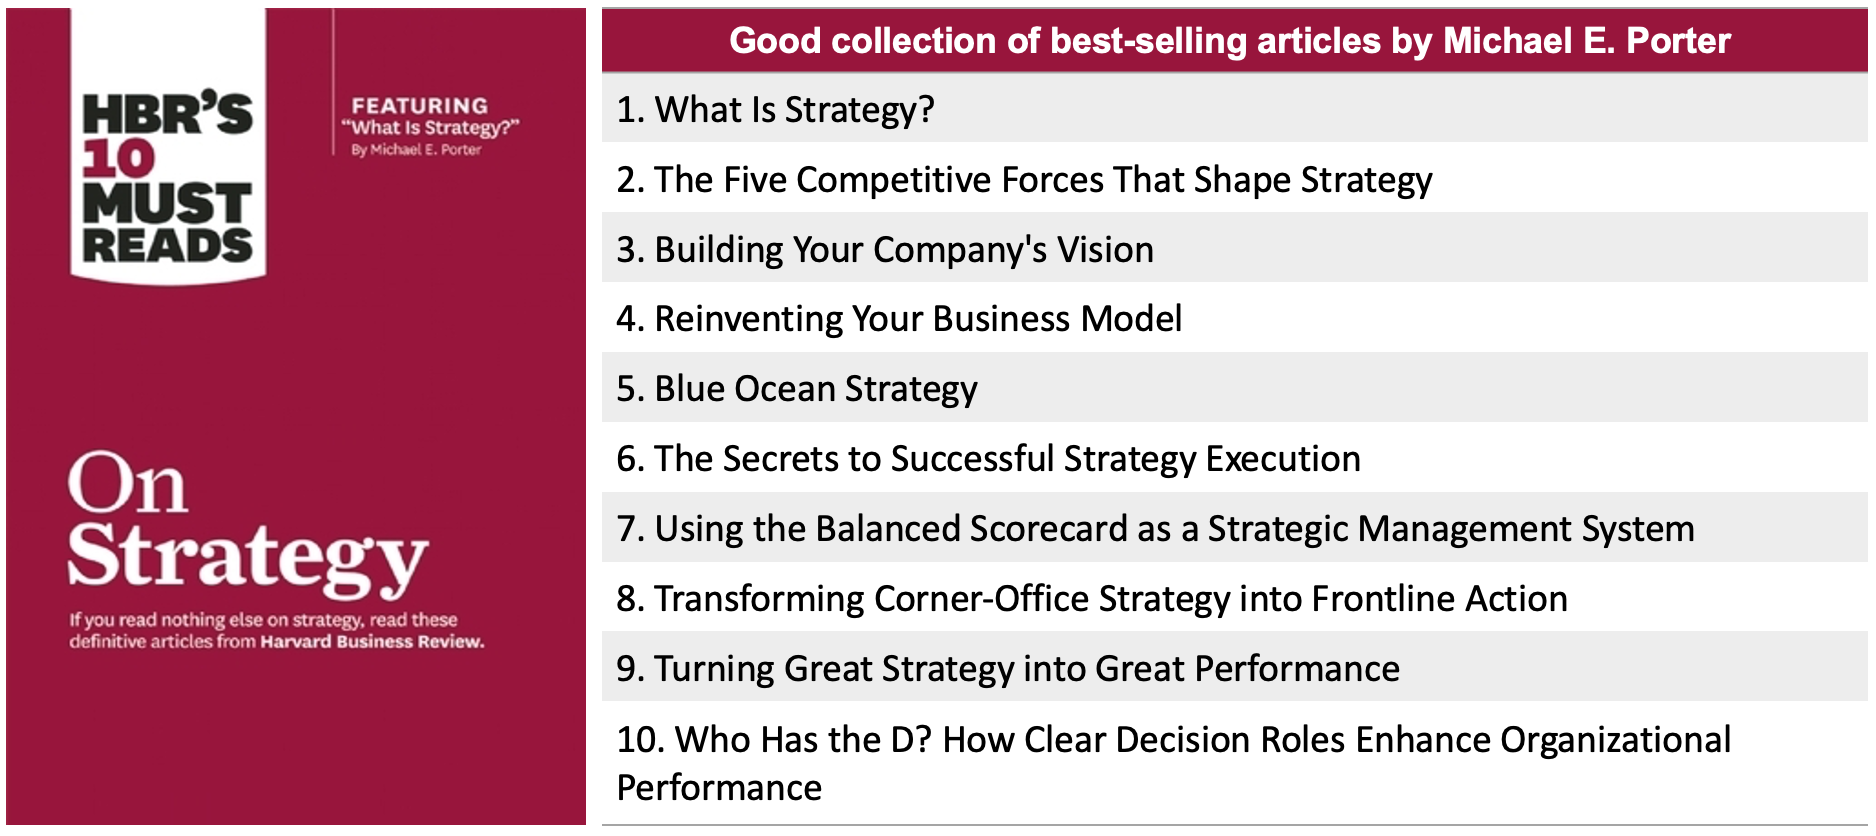 HBR'S
10
MUST
READS
FEATURING
“What Is Strategy?”
By Michael E. Porter
On
Strategy
If you read nothing else on strategy, read these
definitive articles from Harvard Business Review.
Good collection of best-selling articles by Michael E. Porter
1. What Is Strategy?
2. The Five Competitive Forces That Shape Strategy
3. Building Your Company's Vision
4. Reinventing Your Business Model
5. Blue Ocean Strategy
6. The Secrets to Successful Strategy Execution
7. Using the Balanced Scorecard as a Strategic Management System
8. Transforming Corner-Office Strategy into Frontline Action
9. Turning Great Strategy into Great Performance
10. Who Has the D? How Clear Decision Roles Enhance Organizational
Performance